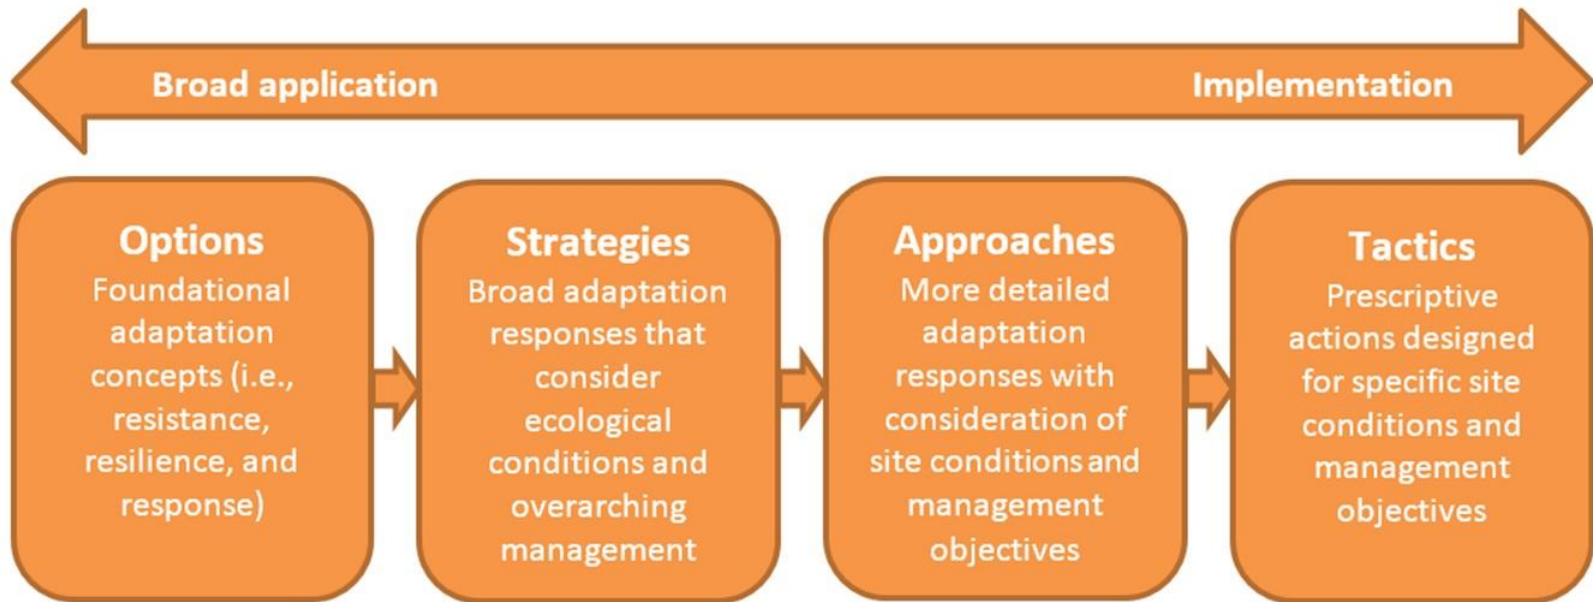 Broad application
Implementation
Options
Foundational
adaptation
concepts (i.e.,
resistance,
resilience, and
response)
Strategies
Broad adaptation
responses that
consider
ecological
conditions and
overarching
management
Approaches
More detailed
adaptation
responses with
consideration of
site conditions and
management
objectives
Tactics
Prescriptive
actions designed
for specific site
conditions and
management
objectives